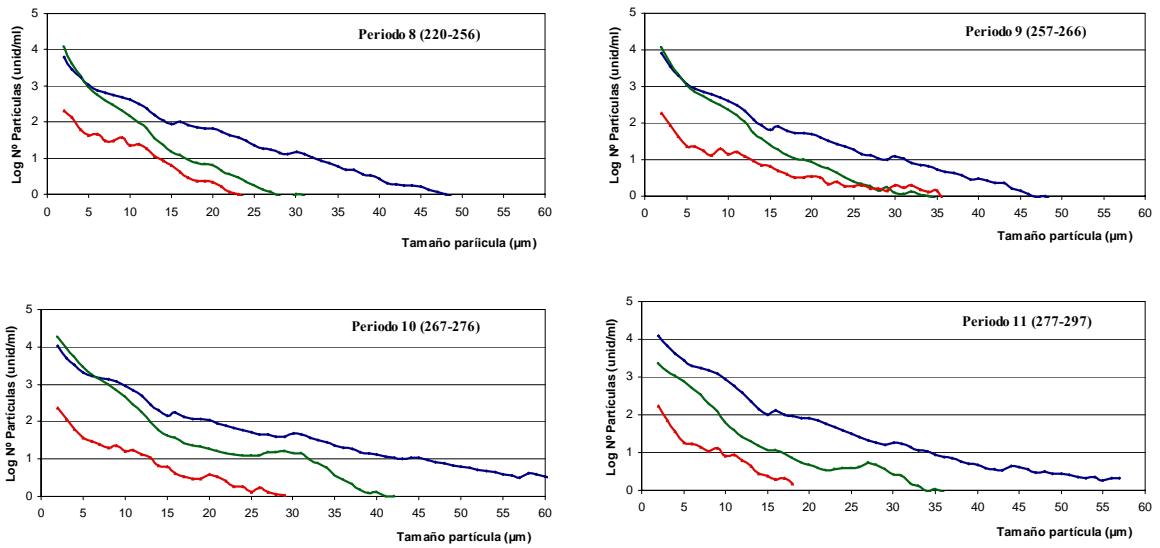 Periodo 8 (220-256)
Log Nº Partículas (unid/ml)
5
4
3
2
1
0
0 5 10 15 20 25 30 35 40 45 50 55 60
Tamaño paríicula (µm)
Periodo 9 (257-266)
Log Nº Partículas (unid/ml)
5
4
3
2
1
0
0 5 10 15 20 25 30 35 40 45 50 55 60
Tamaño partícula (µm)
Periodo 10 (267-276)
Log Nº Partículas (unid/ml)
5
4
3
2
1
0
0 5 10 15 20 25 30 35 40 45 50 55 60
Tamaño partícula (µm)
Periodo 11 (277-297)
Log Nº Partículas (unid/ml)
5
4
3
2
1
0
0 5 10 15 20 25 30 35 40 45 50 55 60
Tamaño partícula (µm)